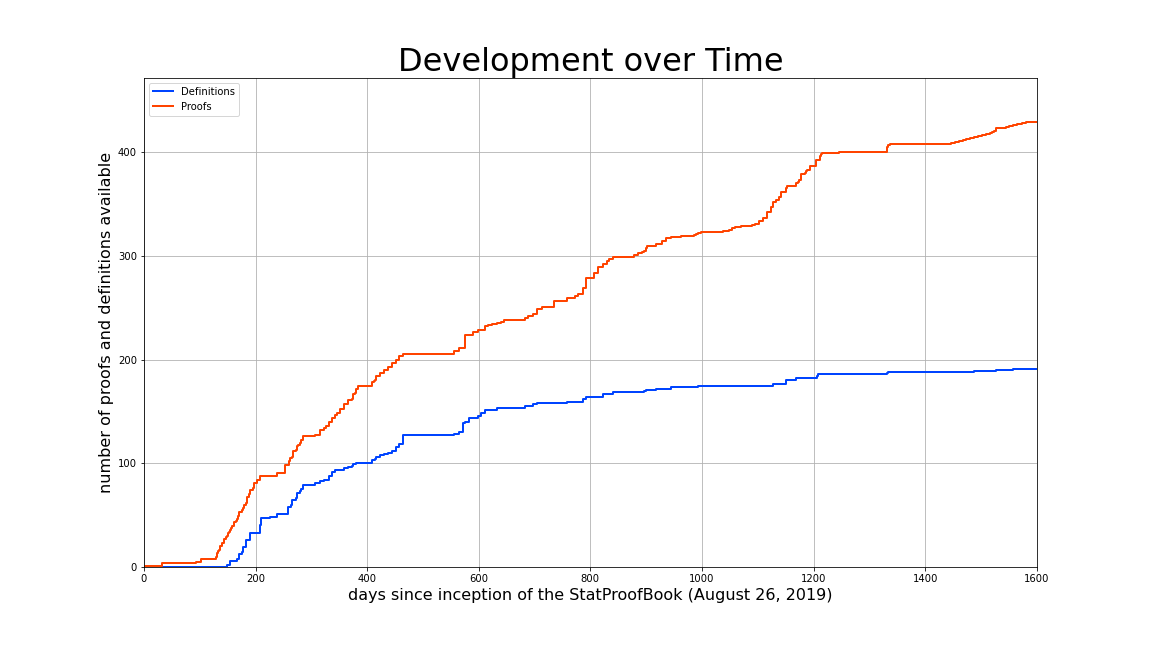 Development over Time
Definitions
Proofs
number of proofs and definitions available
400
300
200
100
0
0 200 400 600 800 1000 1200 1400 1600
days since inception of the StatProofBook (August 26, 2019)